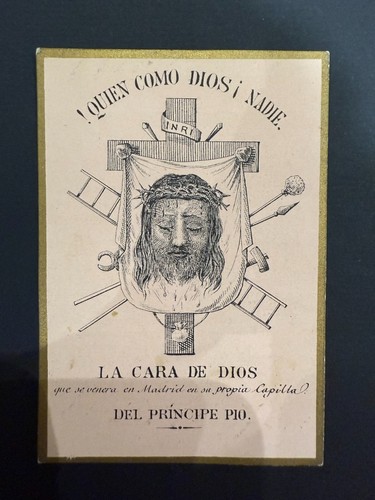 ! QUIEN COMO DIOS ¡ NADIE.
INRI
LA CARA DE DIOS
que se venera en Madrid en su propia Capilla
DEL PRÍNCIPE PIO.